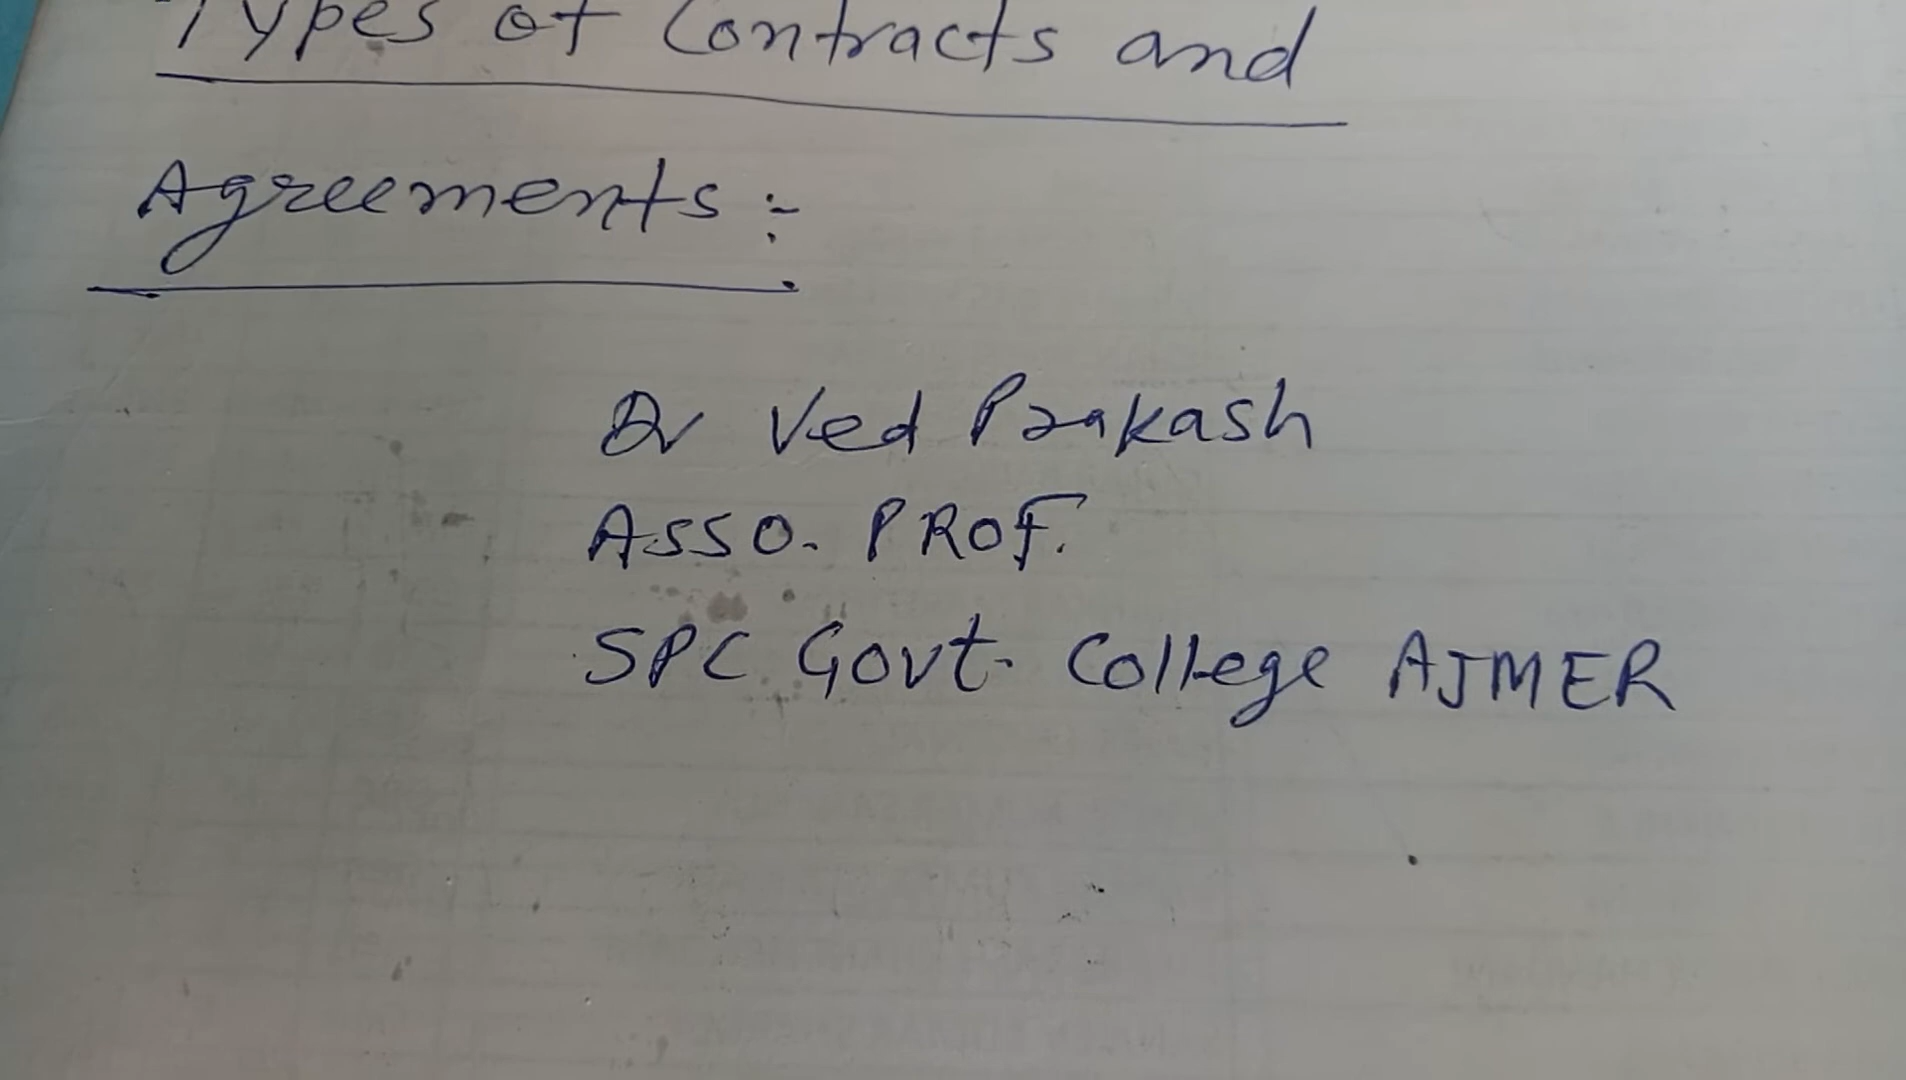 Types of Contracts and
Agreements :-
Dr Ved Prakash
Asso. PROF.
SPC Govt. College AJMER